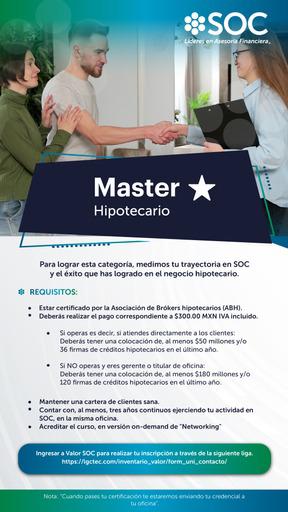 SOC
Líderes en Asesoría Financiera.
Master
Hipotecario
Para lograr esta categoría, medimos tu trayectoria en SOC
y el éxito que has logrado en el negocio hipotecario.
REQUISITOS:
• Estar certificado por la Asociación de Brókers hipotecarios (ABH).
• Deberás realizar el pago correspondiente a $300.00 MXN IVA incluido.
• Si operas es decir, si atiendes directamente a los clientes:
Deberás tener una colocación de, al menos $50 millones y/o
36 firmas de créditos hipotecarios en el último año.
• Si NO operas y eres gerente o titular de oficina:
Deberás tener una colocación de, al menos $180 millones y/o
120 firmas de créditos hipotecarios en el último año.
• Mantener una cartera de clientes sana.
• Contar con, al menos, tres años continuos ejerciendo tu actividad en
SOC, en la misma oficina.
• Acreditar el curso, en versión on-demand de "Networking"
Ingresar a Valor SOC para realizar tu inscripción a través de la siguiente liga.
https://igctec.com/inventario_valor/form_uni_contacto/
Nota: "Cuando pases tu certificación te estaremos enviando tu credencial a
tu oficina".